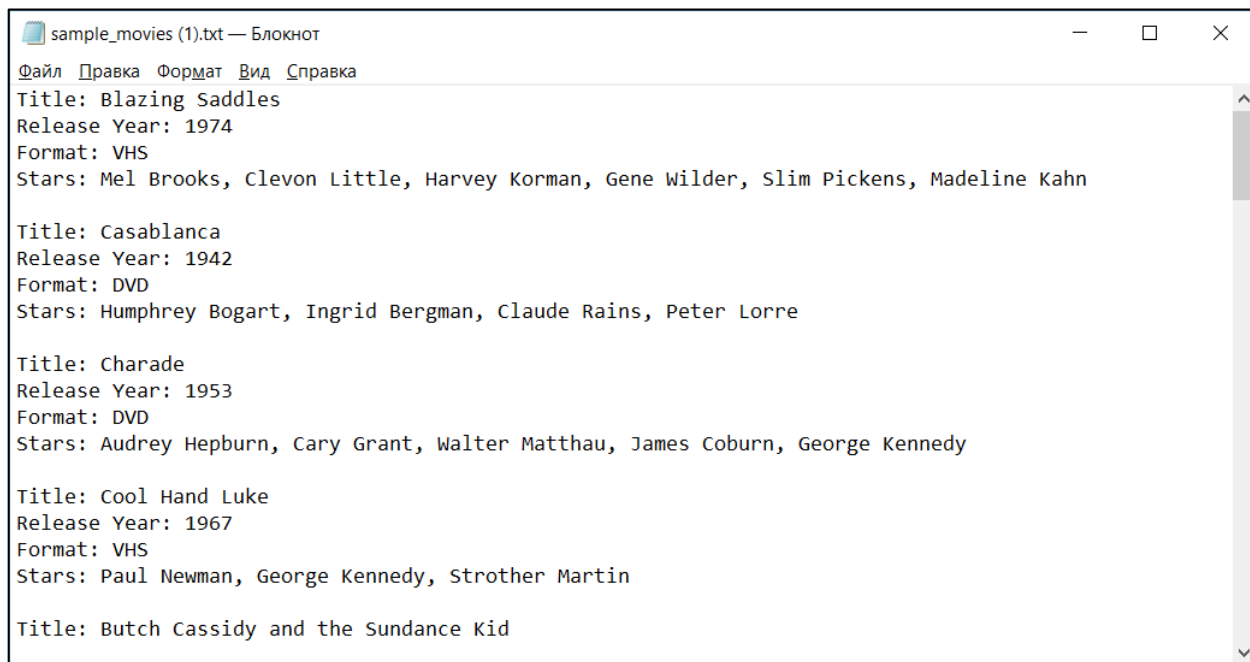 sample_movies (1).txt — Блокнот
Файл Правка Формат Вид Справка
Title: Blazing Saddles
Release Year: 1974
Format: VHS
Stars: Mel Brooks, Clevon Little, Harvey Korman, Gene Wilder, Slim Pickens, Madeline Kahn
Title: Casablanca
Release Year: 1942
Format: DVD
Stars: Humphrey Bogart, Ingrid Bergman, Claude Rains, Peter Lorre
Title: Charade
Release Year: 1953
Format: DVD
Stars: Audrey Hepburn, Cary Grant, Walter Matthau, James Coburn, George Kennedy
Title: Cool Hand Luke
Release Year: 1967
Format: VHS
Stars: Paul Newman, George Kennedy, Strother Martin
Title: Butch Cassidy and the Sundance Kid